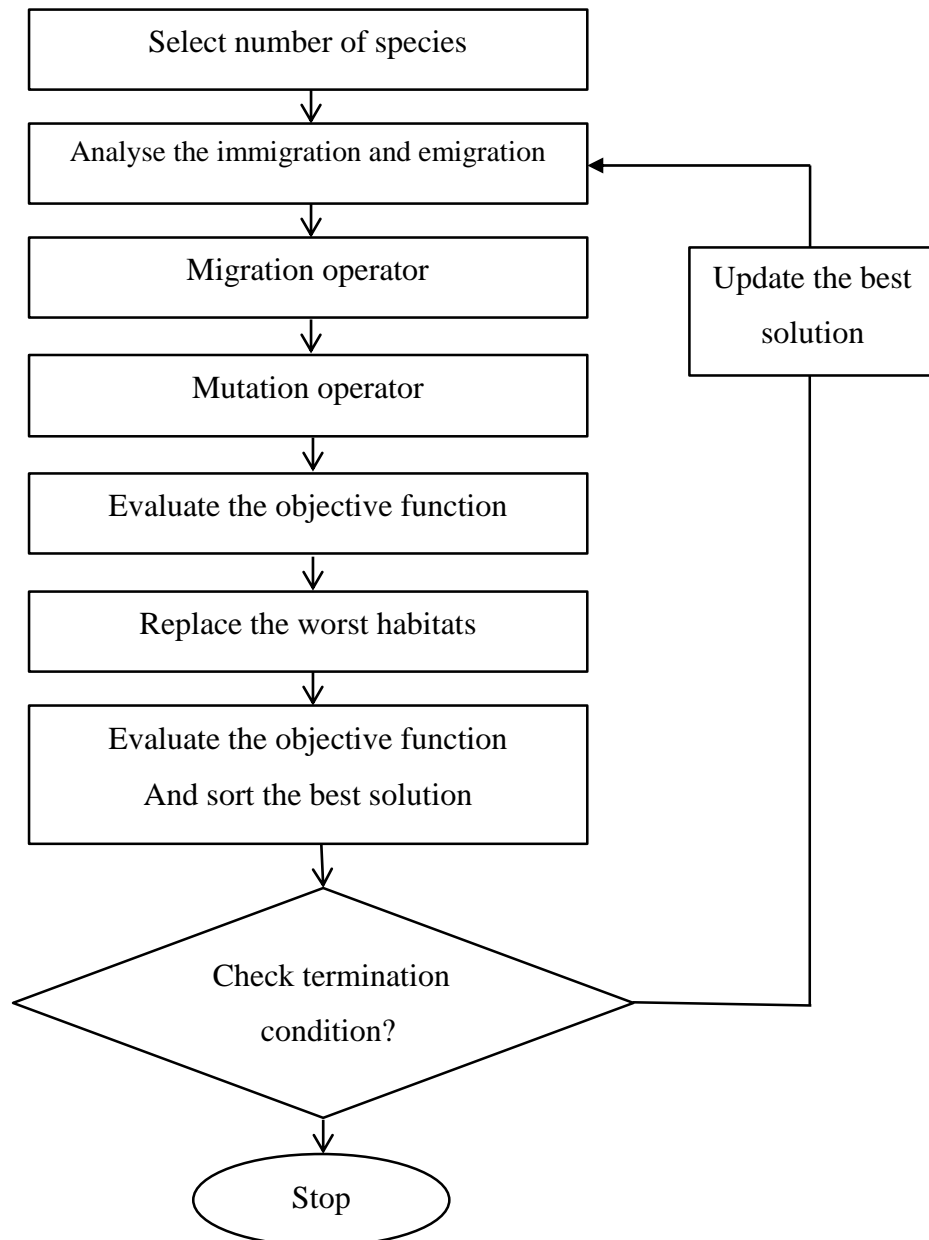 Select number of species
Analyse the immigration and emigration
Migration operator
Update the best
solution
Mutation operator
Evaluate the objective function
Replace the worst habitats
Evaluate the objective function
And sort the best solution
Check termination
condition?
Stop